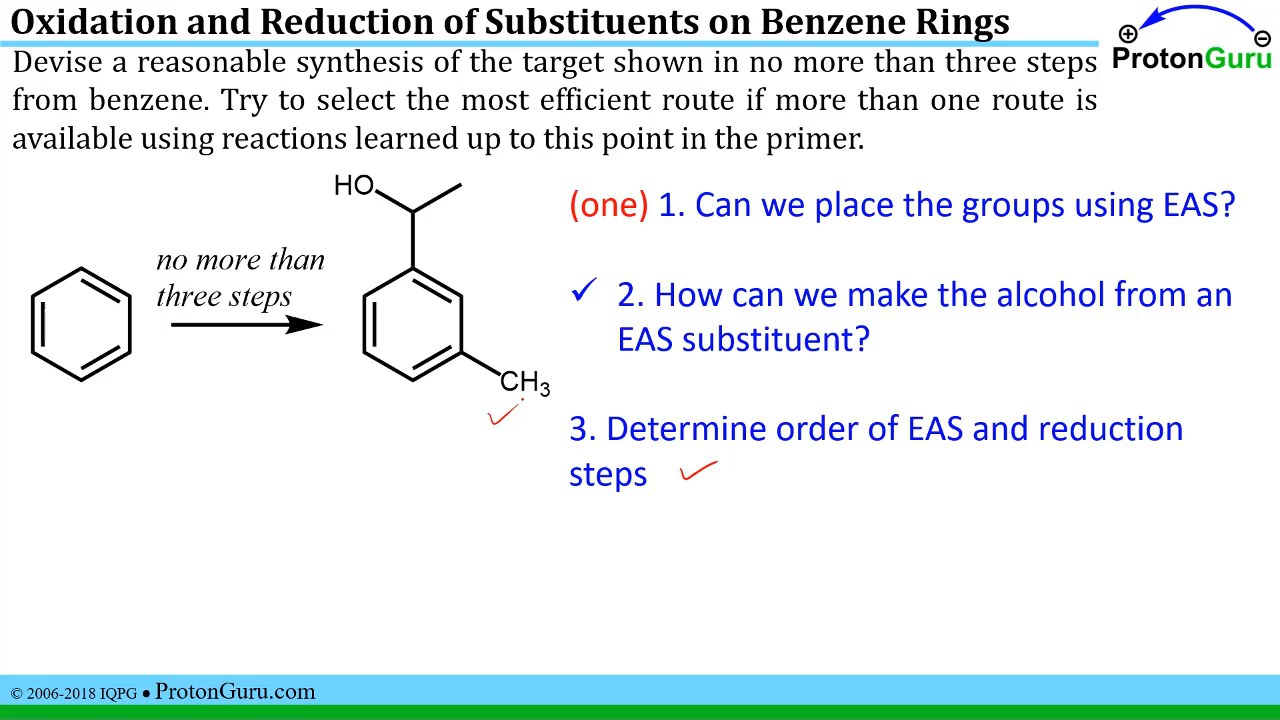 Oxidation and Reduction of Substituents on Benzene Rings
ProtonGuru
Devise a reasonable synthesis of the target shown in no more than three steps
from benzene. Try to select the most efficient route if more than one route is
available using reactions learned up to this point in the primer.
HO
no more than
three steps
CH3
(one) 1. Can we place the groups using EAS?
✓ 2. How can we make the alcohol from an
EAS substituent?
3. Determine order of EAS and reduction
steps
© 2006-2018 IQPG ● ProtonGuru.com